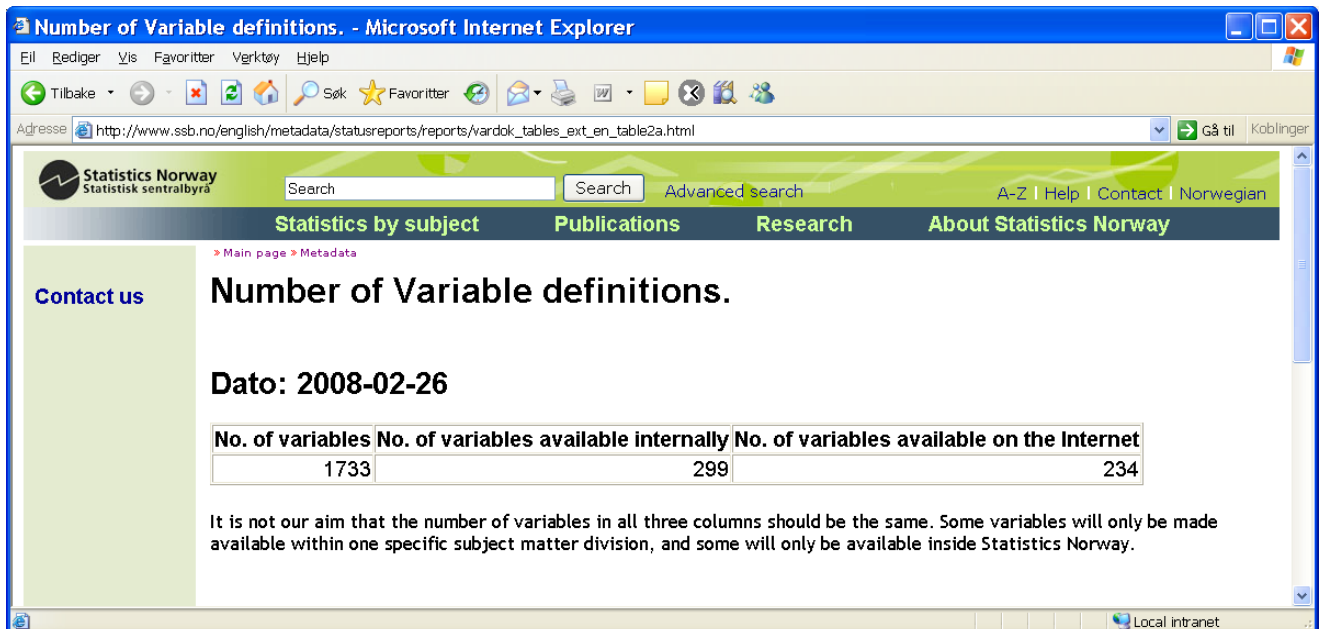 Number of Variable definitions. - Microsoft Internet Explorer
Eil Rediger Vis Favoritter Verktøy Hjelp
Tilbake Søk Favoritter
Adresse http://www.ssb.no/english/metadata/statusreports/reports/vardok_tables_ext_en_table2a.html Gå til Koblinger
Statistics Norway
Statistisk sentralbyrå
Search Search Advanced search A-Z | Help | Contact | Norwegian
Statistics by subject Publications Research About Statistics Norway
» Main page » Metadata
Contact us
Number of Variable definitions.
Dato: 2008-02-26
No. of variables No. of variables available internally No. of variables available on the Internet
1733 299 234
It is not our aim that the number of variables in all three columns should be the same. Some variables will only be made
available within one specific subject matter division, and some will only be available inside Statistics Norway.
Local intranet